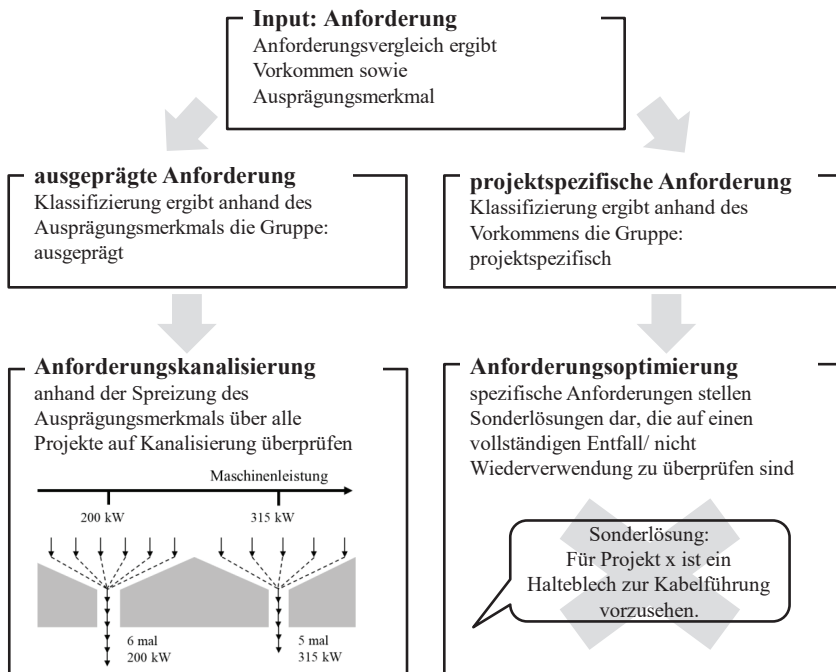 Input: Anforderung
Anforderungsvergleich ergibt
Vorkommen sowie
Ausprägungsmerkmal
ausgeprägte Anforderung
Klassifizierung ergibt anhand des
Ausprägungsmerkmals die Gruppe:
ausgeprägt
projektspezifische Anforderung
Klassifizierung ergibt anhand des
Vorkommens die Gruppe:
projektspezifisch
Anforderungskanalisierung
anhand der Spreizung des
Ausprägungsmerkmals über alle
Projekte auf Kanalisierung überprüfen
Maschinenleistung
200 kW
315 kW
6 mal
200 kW
5 mal
315 kW
Anforderungsoptimierung
spezifische Anforderungen stellen
Sonderlösungen dar, die auf einen
vollständigen Entfall/ nicht
Wiederverwendung zu überprüfen sind
Sonderlösung:
Für Projekt x ist ein
Halteblech zur Kabelführung
vorzusehen.